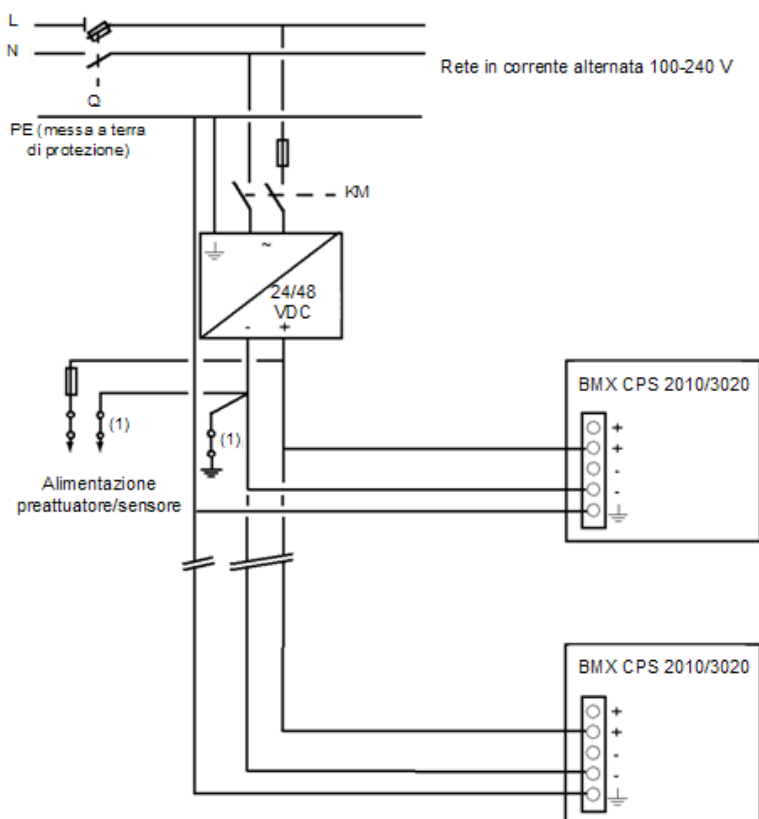 L
N
Rete in corrente alternata 100-240 V
Q
PE (messa a terra
di protezione)
KM
~
24/48
VDC
- +
BMX CPS 2010/3020
+
+
-
-
(1)
(1)
Alimentazione
preattuatore/sensore
BMX CPS 2010/3020
+
+
-
-